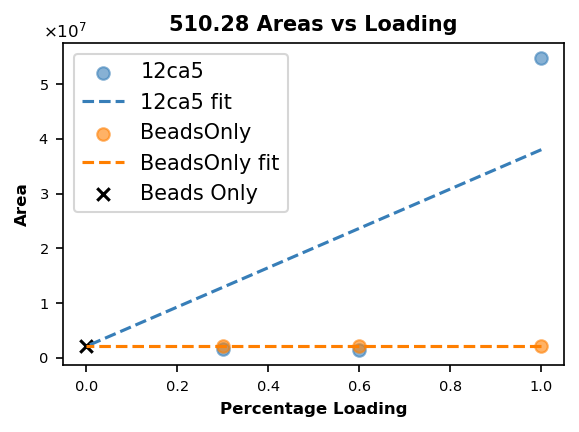 510.28 Areas vs Loading
×10⁷
12ca5
12ca5 fit
BeadsOnly
BeadsOnly fit
Beads Only
Area
5
4
3
2
1
0
0.0 0.2 0.4 0.6 0.8 1.0
Percentage Loading